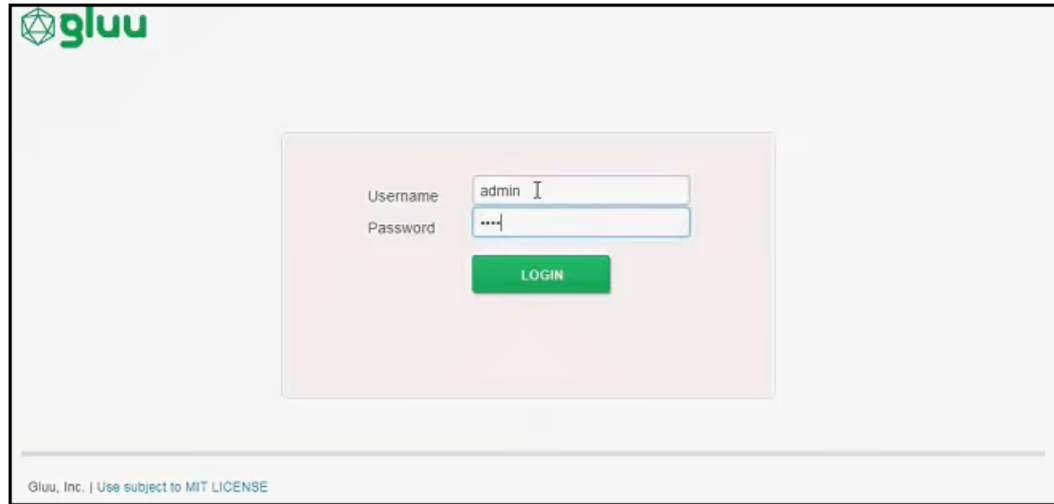 gluu
Username admin
Password ····
LOGIN
Gluu, Inc. | Use subject to MIT LICENSE